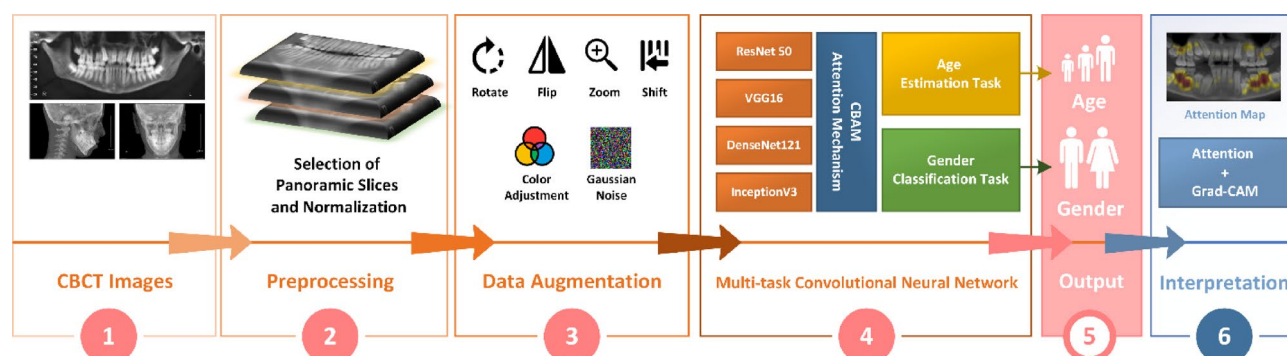 Selection of
Panoramic Slices
and Normalization
Rotate
Flip
Zoom
Shift
Color
Adjustment
Gaussian
Noise
ResNet 50
VGG16
DenseNet121
InceptionV3
CBAM
Attention Mechanism
Age
Estimation Task
Gender
Classification Task
Age
Gender
Attention Map
Attention
+
Grad-CAM
CBCT Images
Preprocessing
Data Augmentation
Multi-task Convolutional Neural Network
Output
Interpretation
1
2
3
4
5
6